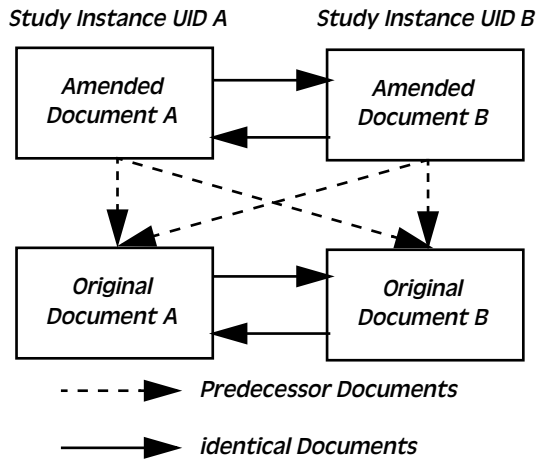 Study Instance UID A
Study Instance UID B
Amended
Document A
Amended
Document B
Original
Document A
Original
Document B
Predecessor Documents
identical Documents